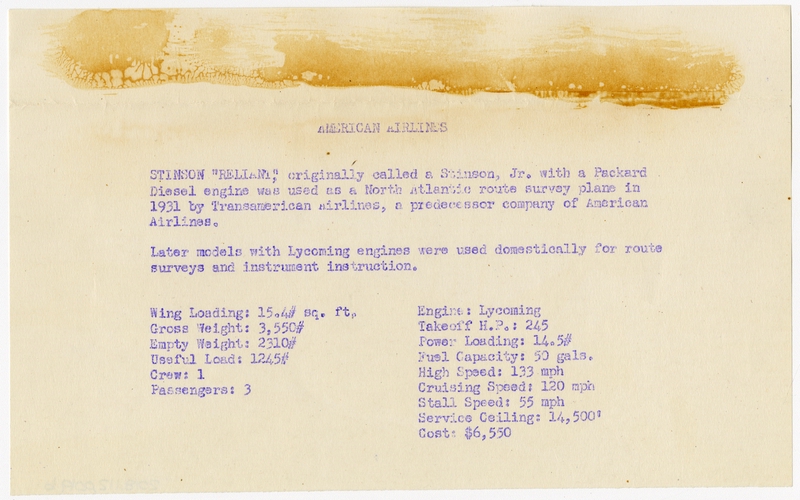 AMERICAN AIRLINES
STINSON "RELIANT", originally called a Stinson, Jr. with a Packard
Diesel engine was used as a North Atlantic route survey plane in
1931 by Transamerican Airlines, a predecessor company of American
Airlines.
Later models with Lycoming engines were used domestically for route
surveys and instrument instruction.
Wing Loading: 15.4# sq. ft.
Gross Weight: 3,550#
Empty Weight: 2310#
Useful Load: 1245#
Crew: 1
Passengers: 3
Engine: Lycoming
Takeoff H.P.: 245
Power Loading: 14.5#
Fuel Capacity: 50 gals.
High Speed: 133 mph
Cruising Speed: 120 mph
Stall Speed: 55 mph
Service Ceiling: 14,500'
Cost: $6,550